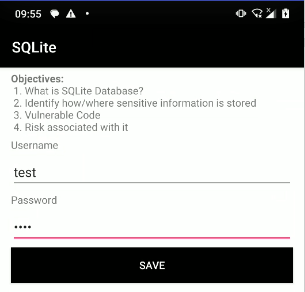 09:55
SQLite
Objectives:
1. What is SQLite Database?
2. Identify how/where sensitive information is stored
3. Vulnerable Code
4. Risk associated with it
Username
test
Password
••••
SAVE